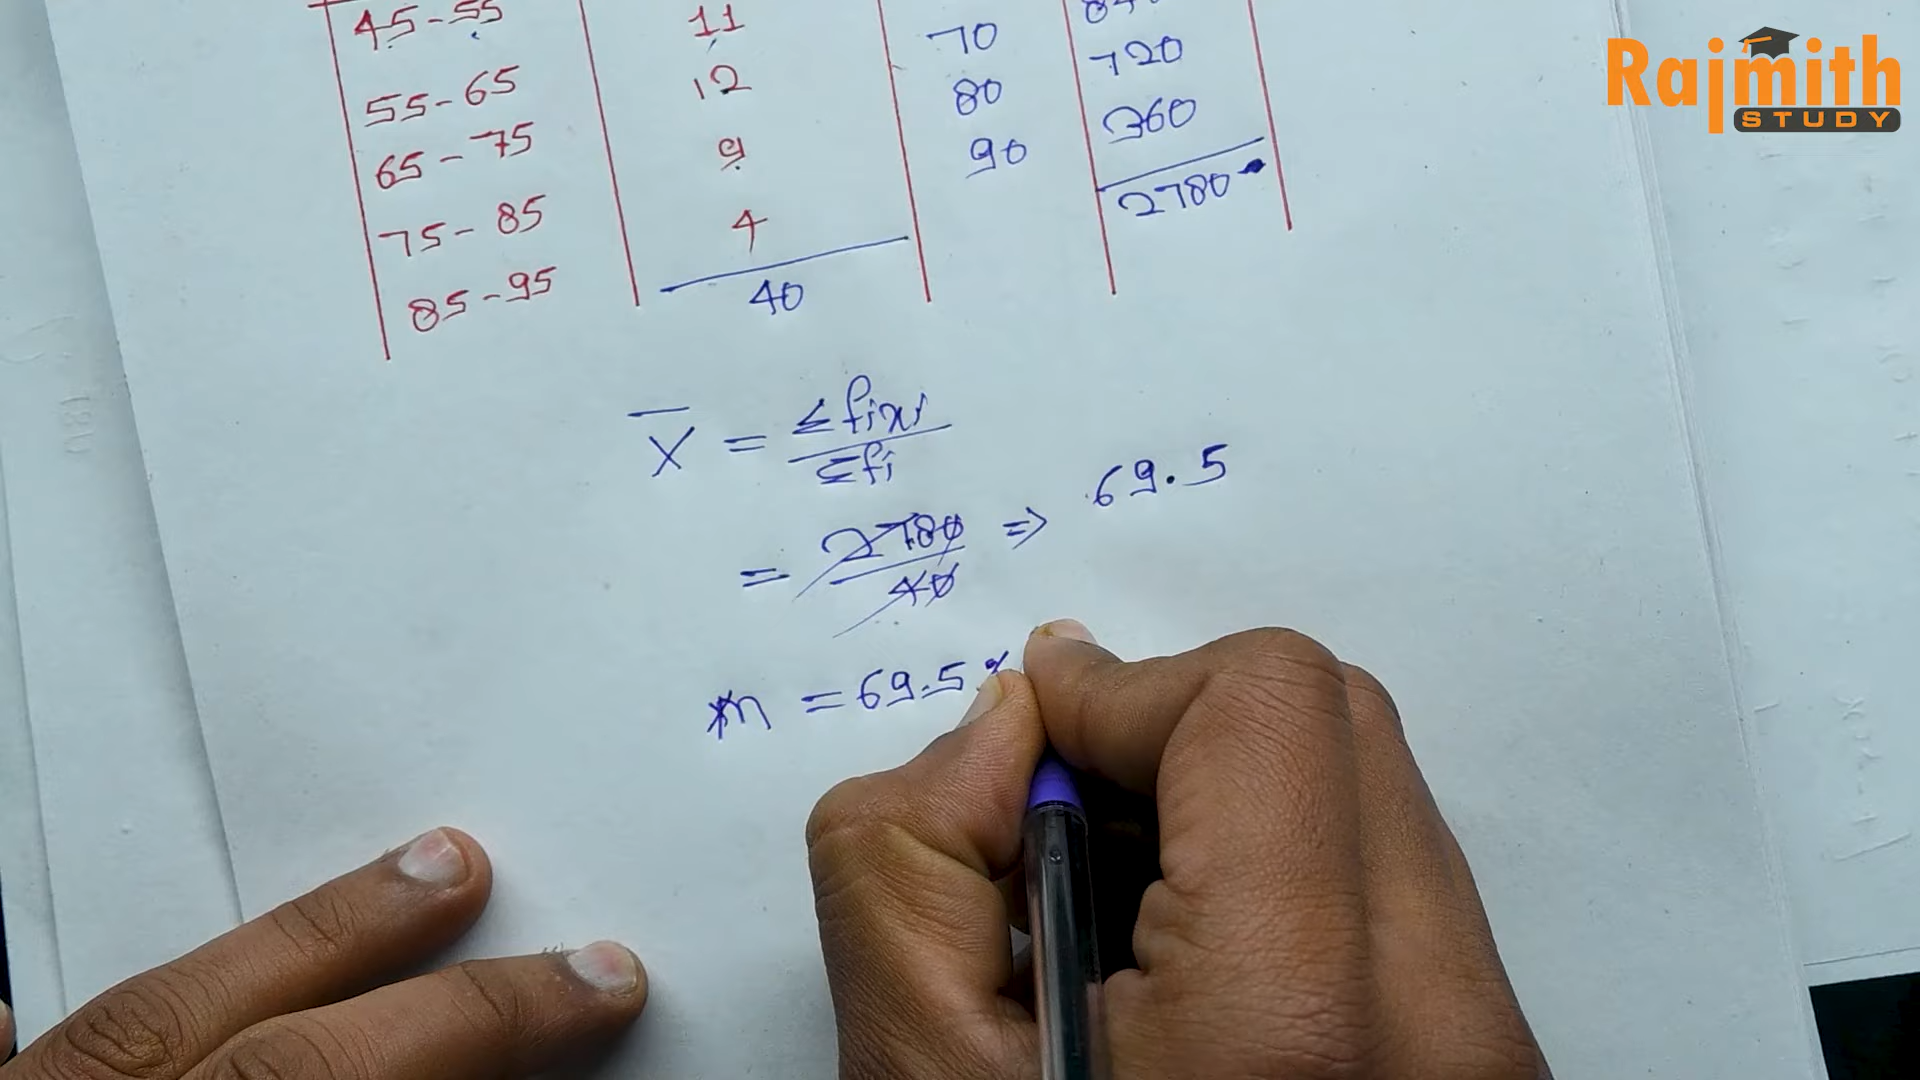 Rajmith
STUDY
45-55 11 70
55-65 12 80 720
65-75 9 90 360
75-85 4 2780
85-95 40
X̄ = Σfixi / Σfi
= 2780 / 40 ⇒ 69.5
m = 69.5 %